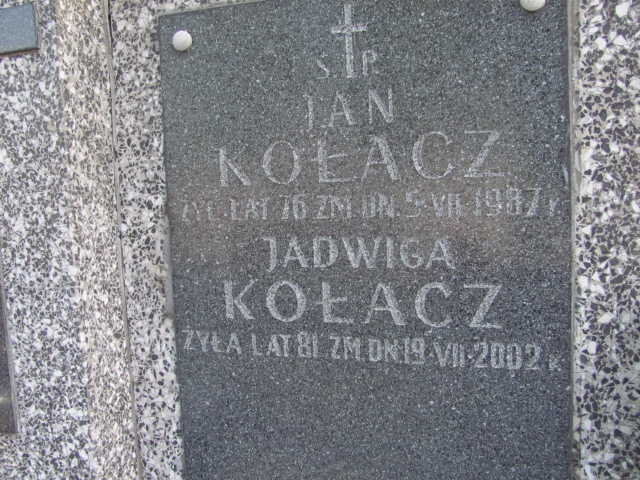 Ś P.
JAN
KOŁACZ
ŻYŁ LAT 76 ZM. DN. 5·VII·1987 r.
JADWIGA
KOŁACZ
ŻYŁA LAT 81 ZM. DN. 19·VII·2002 r.